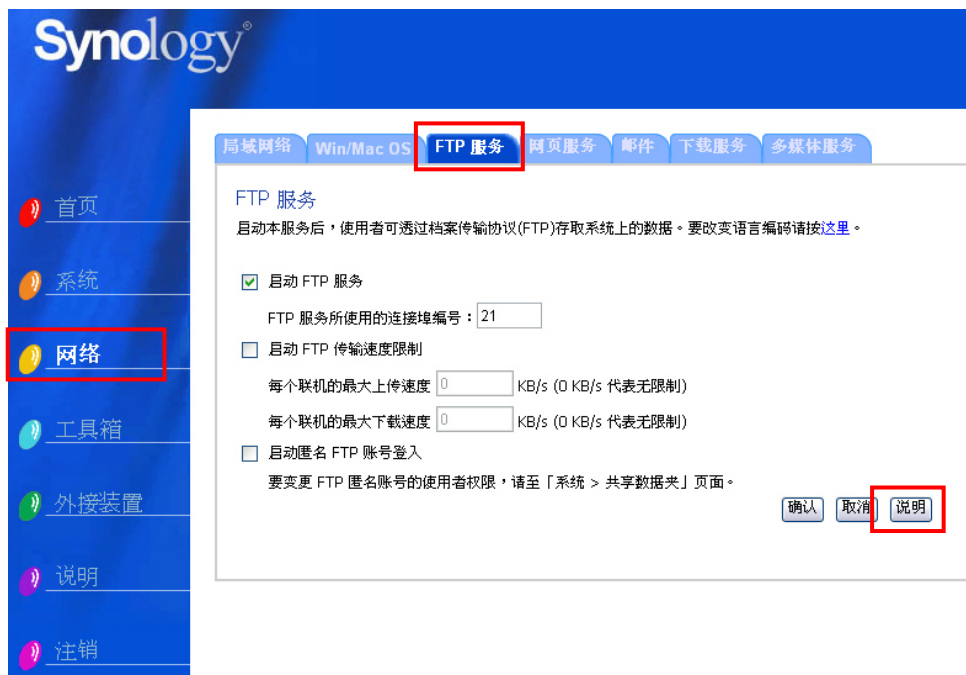 Synology®
局域网络 Win/Mac OS FTP 服务 网页服务 邮件 下载服务 多媒体服务
首页
系统
网络
工具箱
外接装置
说明
注销
FTP 服务
启动本服务后，使用者可透过档案传输协议(FTP)存取系统上的数据。要改变语言编码请按这里。
启动 FTP 服务
FTP 服务所使用的连接埠编号：21
启动 FTP 传输速度限制
每个联机的最大上传速度 0 KB/s (0 KB/s 代表无限制)
每个联机的最大下载速度 0 KB/s (0 KB/s 代表无限制)
启动匿名 FTP 账号登入
要变更 FTP 匿名账号的使用者权限，请至「系统 > 共享数据夹」页面。
确认 取消 说明